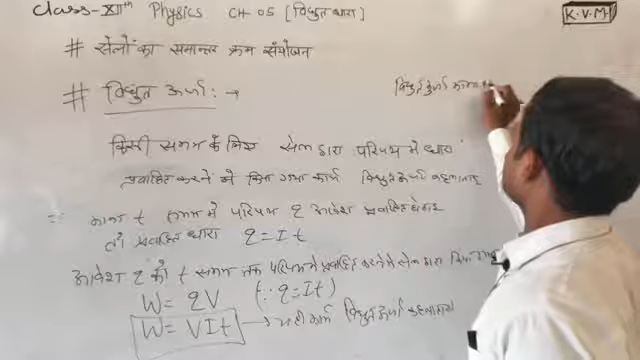 Class-XIIth Physics CH-05 [विधुत धारा]
K.V.M
# सेलों का समान्तर क्रम संयोजन
# विधुत ऊर्जा : →
विधुत ऊर्जा
किसी समय के लिए सेल द्वारा परिपथ में धारा
प्रवाहित करने में किया गया कार्य विधुत ऊर्जा कहलाता
माना t समय में परिपथ q आवेश प्रवाहित
तो प्रवाहित धारा q = It
आवेश q को t समय तक परिपथ में प्रवाहित करने में सेल द्वारा किया गया
W = qV (∵ q = It)
W = VIt → यही कार्य विधुत ऊर्जा कहलाता